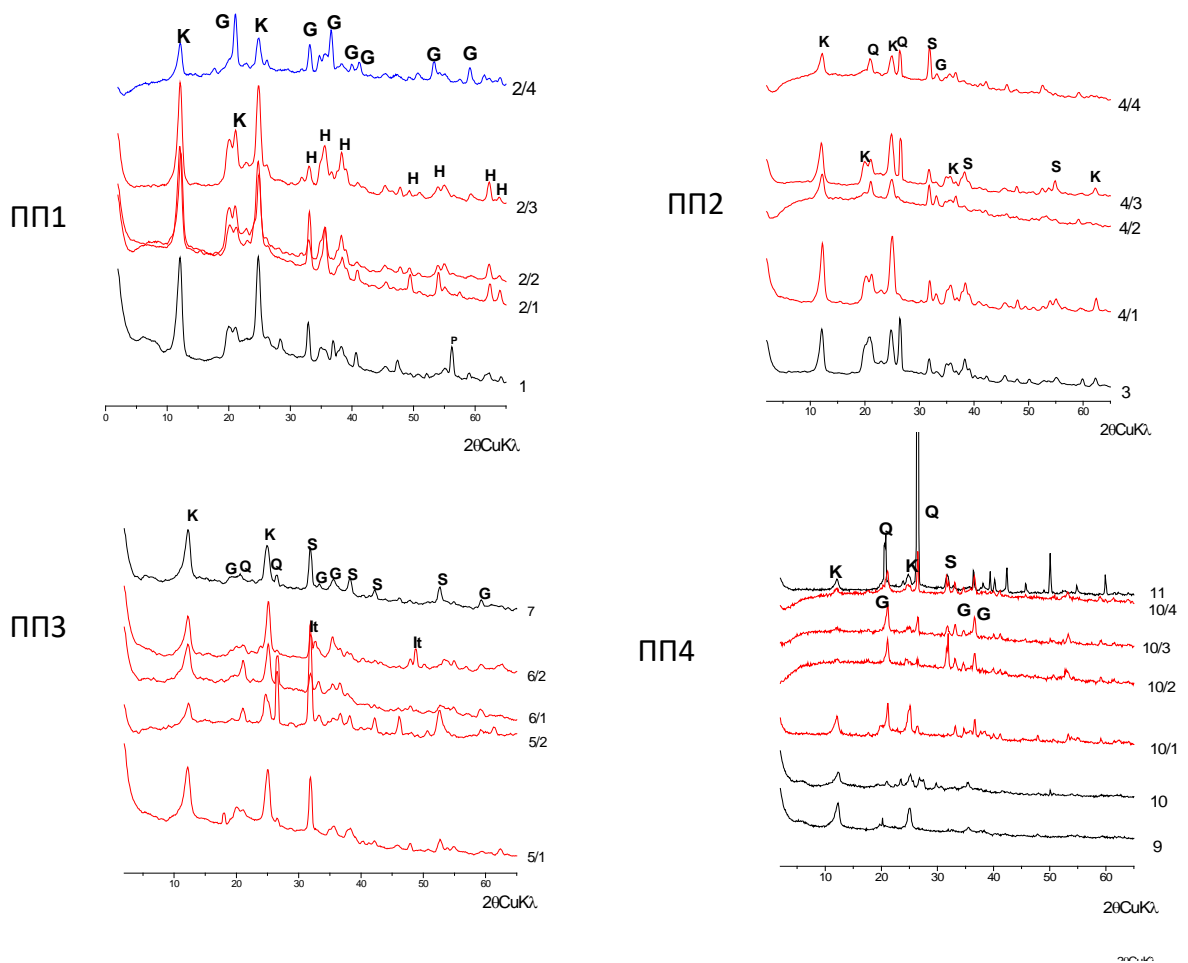 K G K G G G G G G
2/4
K H H H H H H
2/3
ПП1
2/2
2/1
P
1
0 10 20 30 40 50 60
2θCuKλ
K Q K Q S G
4/4
K K S S K
4/3
ПП2
4/2
4/1
3
10 20 30 40 50 60
2θCuKλ
K G Q K Q S G G S S S G
7
ПП3
It It
6/2
6/1
5/2
5/1
10 20 30 40 50 60
2θCuKλ
Q Q
K K S
11
10/4
G G G
10/3
ПП4
10/2
10/1
10
9
10 20 30 40 50 60
2θCuKλ
2θCuKλ